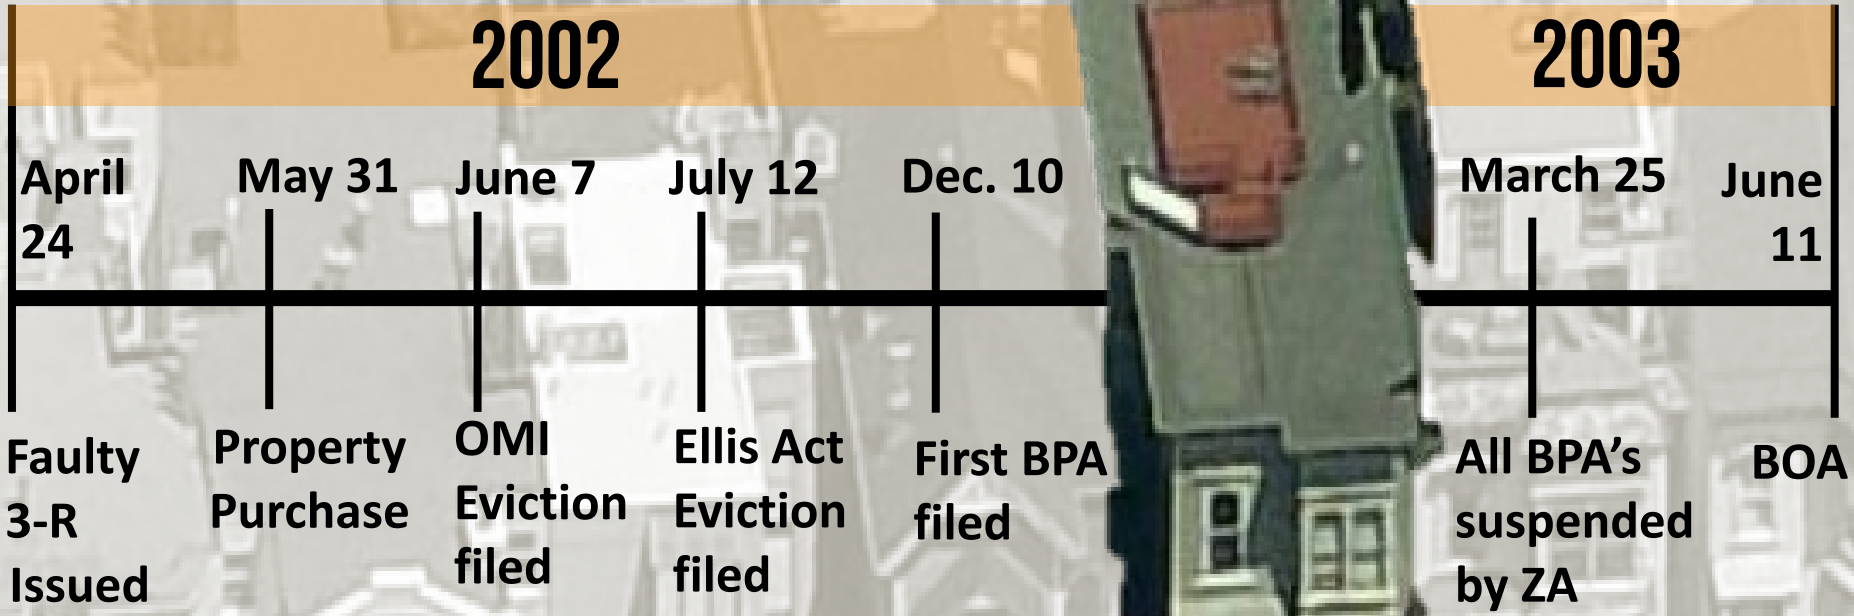 2002
2003
April
24
May 31
June 7
July 12
Dec. 10
March 25
June
11
Faulty
3-R
Issued
Property
Purchase
OMI
Eviction
filed
Ellis Act
Eviction
filed
First BPA
filed
All BPA’s
suspended
by ZA
BOA